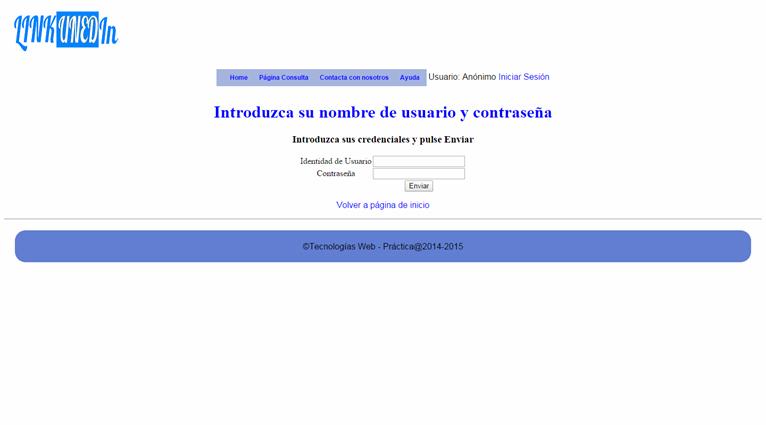 LINKUNEDIn
Home Página Consulta Contacta con nosotros Ayuda Usuario: Anónimo Iniciar Sesión
Introduzca su nombre de usuario y contraseña
Introduzca sus credenciales y pulse Enviar
Identidad de Usuario
Contraseña
Enviar
Volver a página de inicio
©Tecnologías Web - Práctica@2014-2015